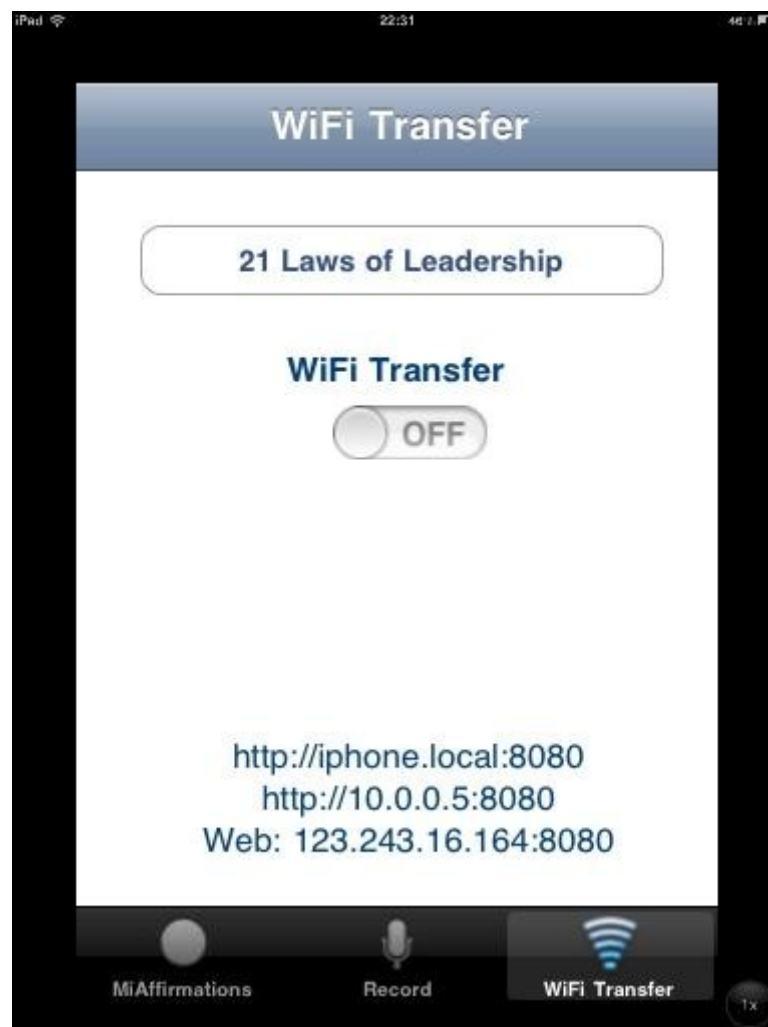 iPad
22:31
WiFi Transfer
21 Laws of Leadership
WiFi Transfer
OFF
http://iphone.local:8080
http://10.0.0.5:8080
Web: 123.243.16.164:8080
MiAffirmations
Record
WiFi Transfer
1x